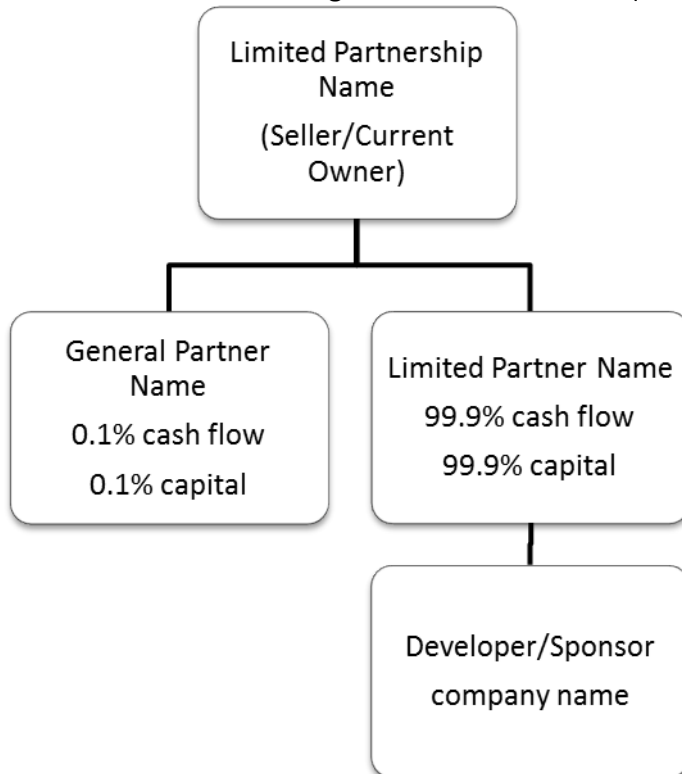 Limited Partnership
Name
(Seller/Current
Owner)
General Partner
Name
0.1% cash flow
0.1% capital
Limited Partner Name
99.9% cash flow
99.9% capital
Developer/Sponsor
company name